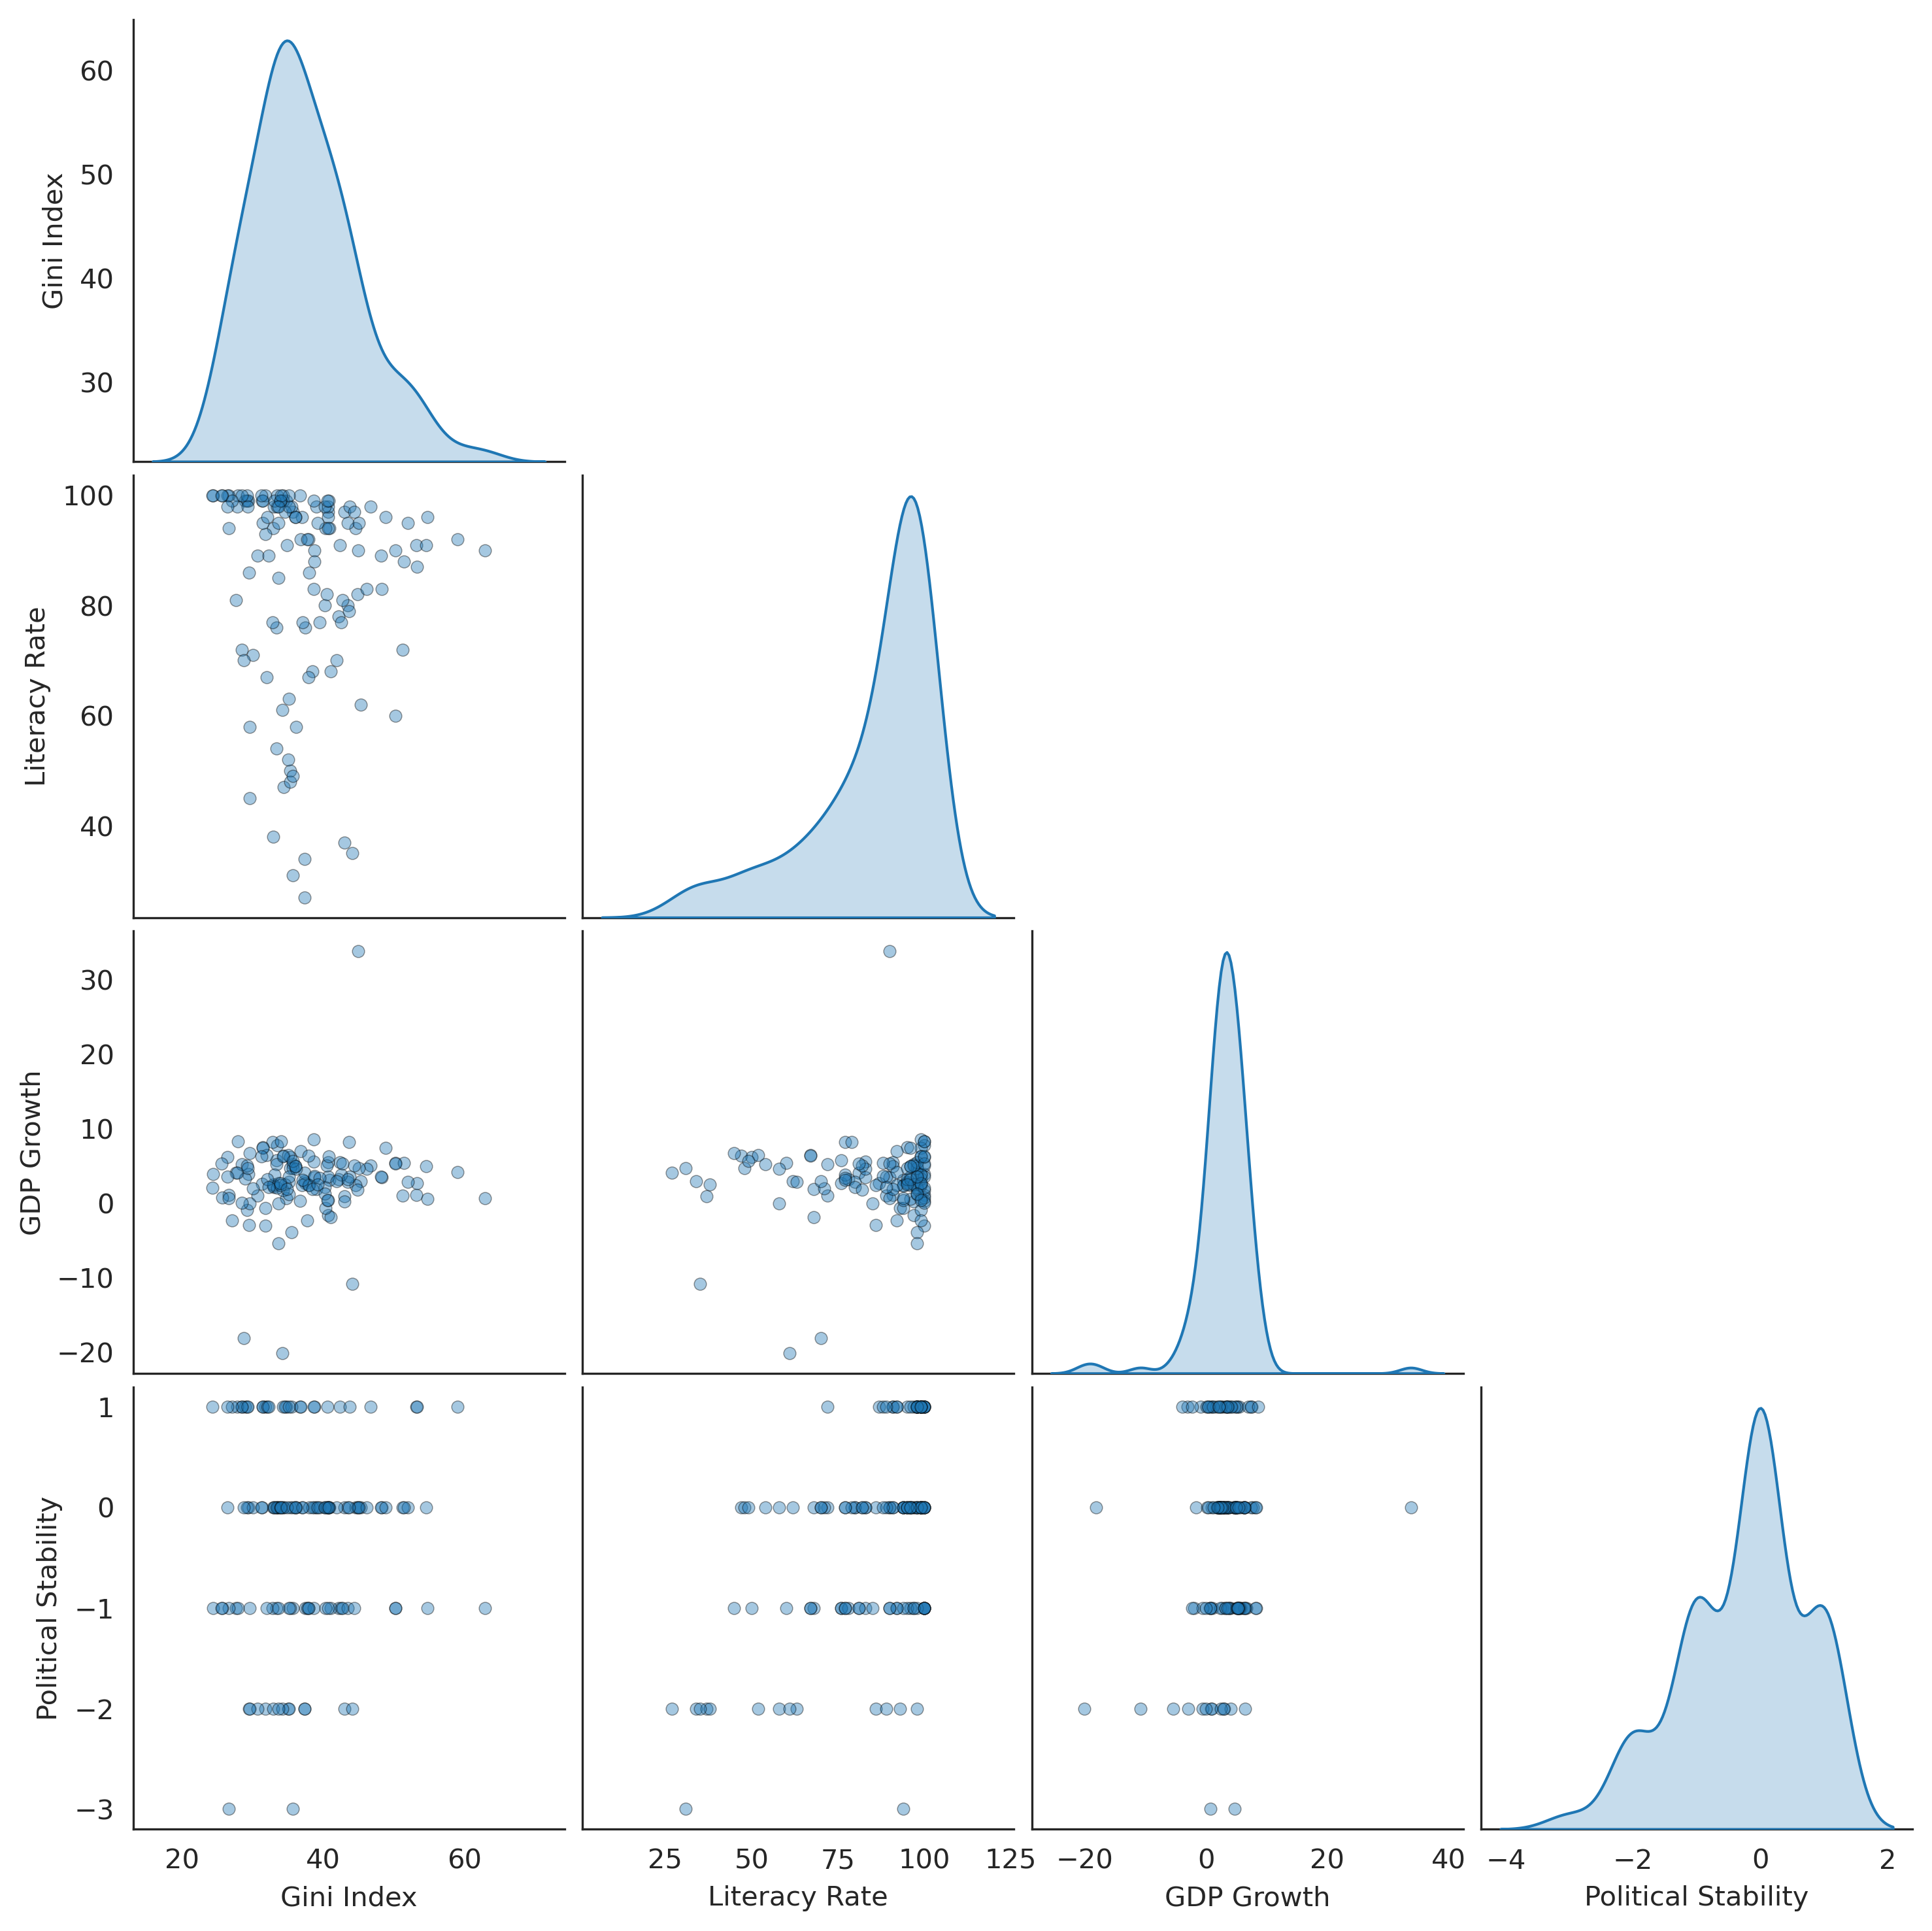 60
50
40
30
Gini Index
100
80
60
40
Literacy Rate
30
20
10
0
−10
−20
GDP Growth
1
0
−1
−2
−3
Political Stability
20 40 60
Gini Index
25 50 75 100 125
Literacy Rate
−20 0 20 40
GDP Growth
−4 −2 0 2
Political Stability